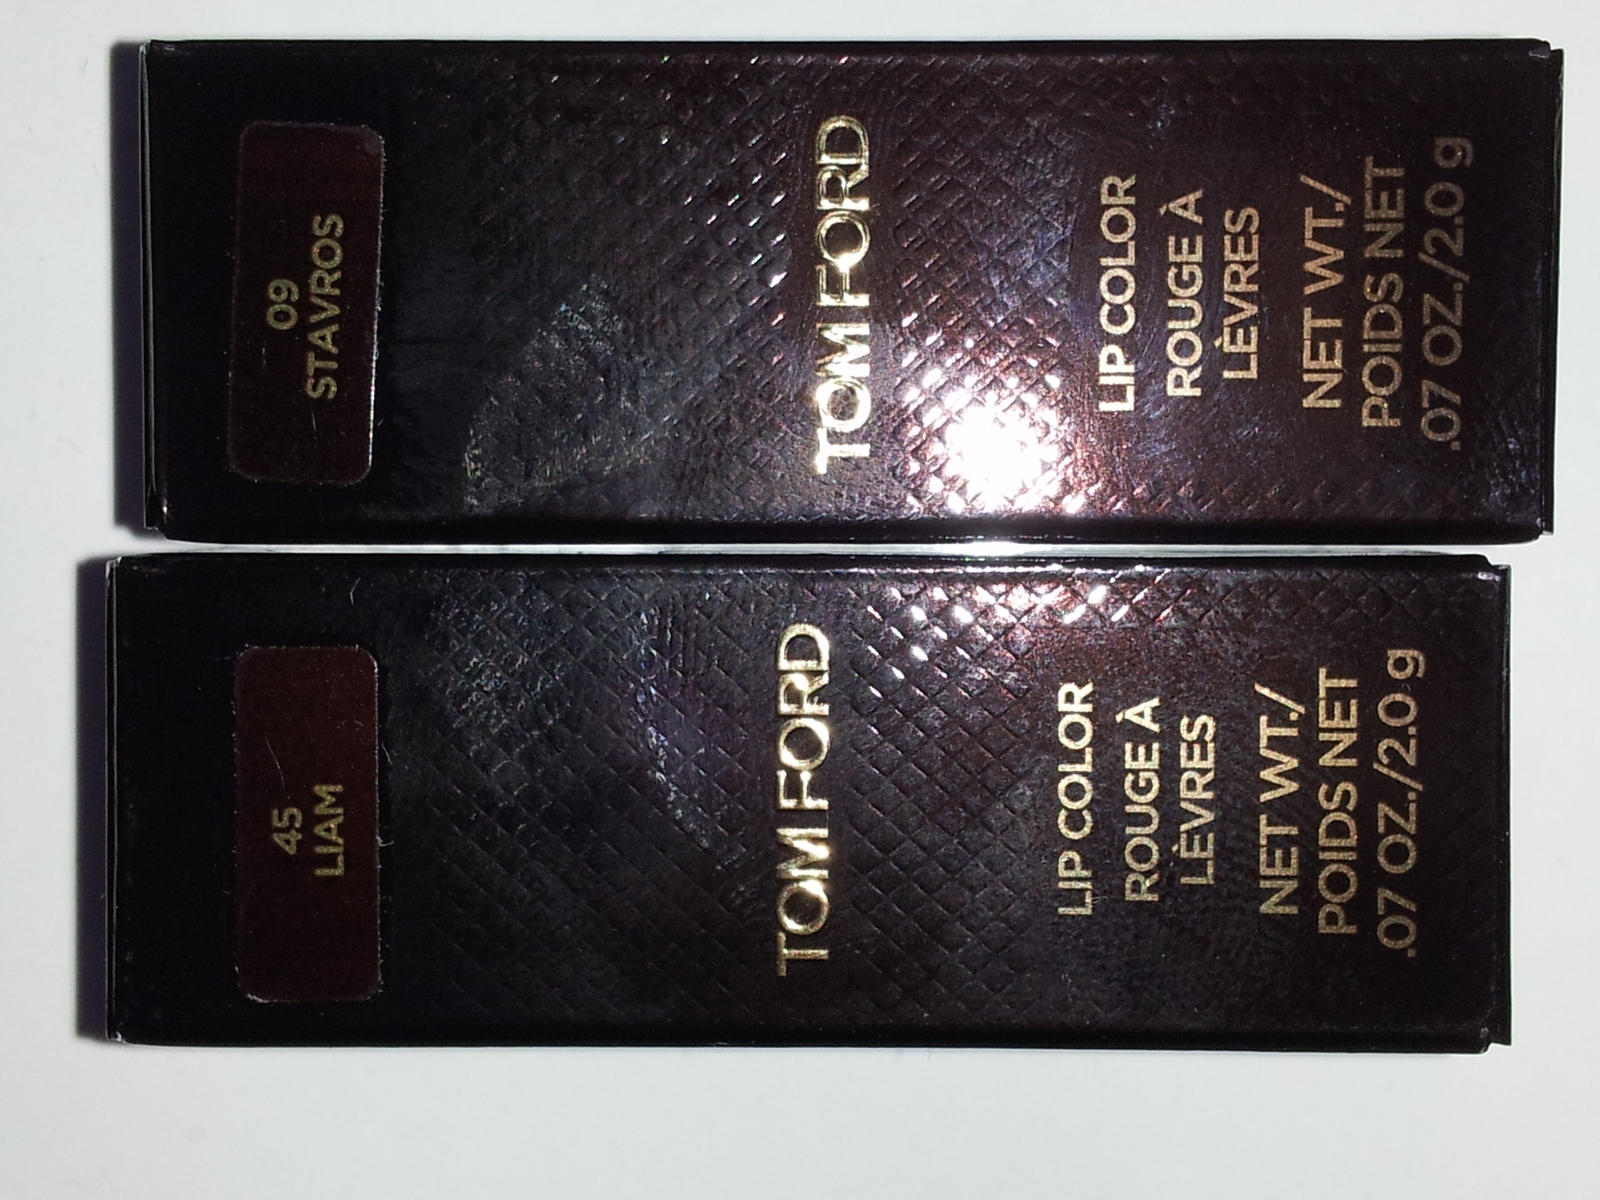 09
STAVROS
TOM FORD
LIP COLOR
ROUGE À
LÈVRES
NET WT./
POIDS NET
.07 OZ./2.0 g
45
LIAM
TOM FORD
LIP COLOR
ROUGE À
LÈVRES
NET WT./
POIDS NET
.07 OZ./2.0 g